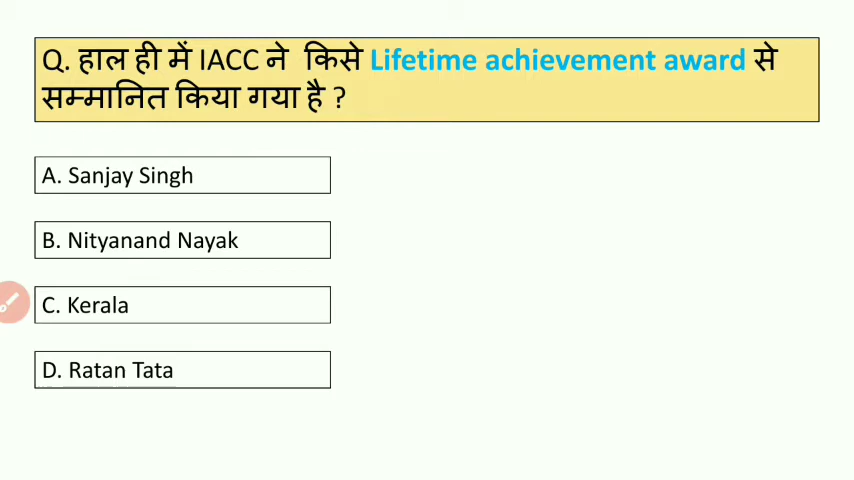 Q. हाल ही में IACC ने किसे Lifetime achievement award से
सम्मानित किया गया है ?
A. Sanjay Singh
B. Nityanand Nayak
C. Kerala
D. Ratan Tata